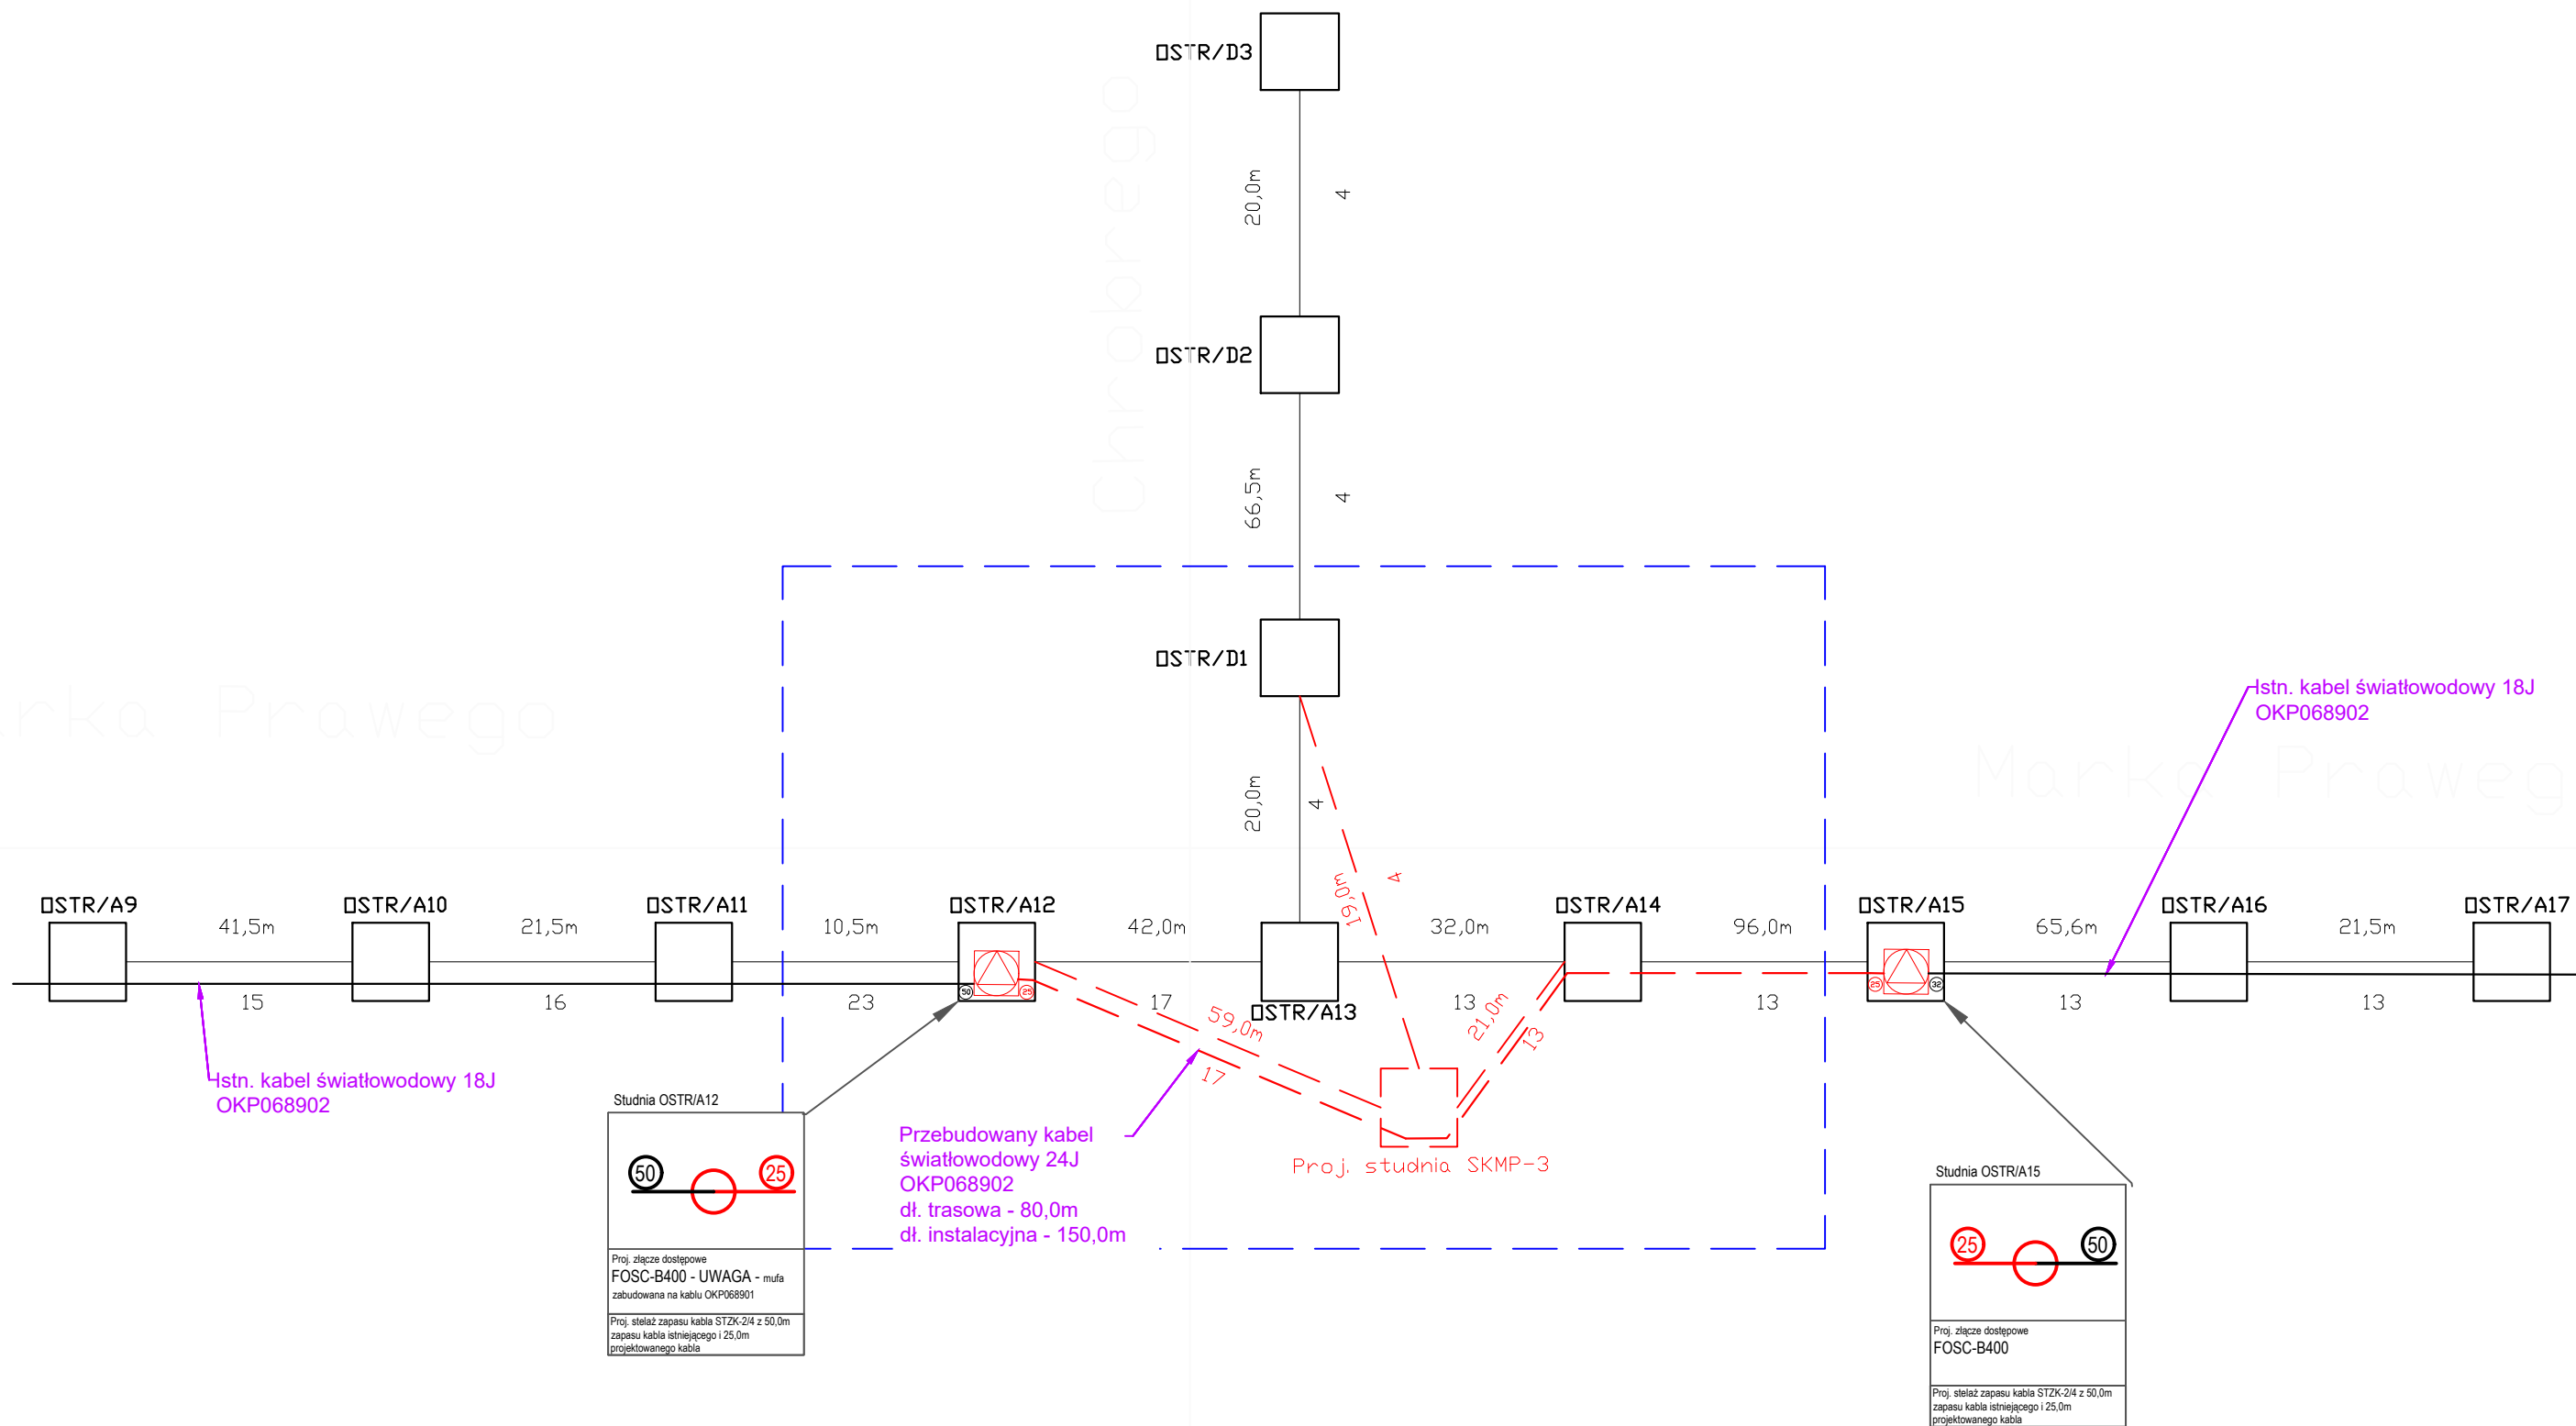 OSTR/D3
20,0m
4
Chrobrego
OSTR/D2
66,5m
4
OSTR/D1
20,0m
4
19,0m
4
Marka Prawego
Istn. kabel światłowodowy 18J
OKP068902
OSTR/A9
41,5m
15
OSTR/A10
21,5m
16
OSTR/A11
10,5m
23
OSTR/A12
50
25
42,0m
17
OSTR/A13
32,0m
13
OSTR/A14
96,0m
13
OSTR/A15
25
32
65,6m
13
OSTR/A16
21,5m
13
OSTR/A17
59,0m
17
21,0m
13
Proj. studnia SKMP-3
Istn. kabel światłowodowy 18J
OKP068902
Przebudowany kabel
światłowodowy 24J
OKP068902
dł. trasowa - 80,0m
dł. instalacyjna - 150,0m
Studnia OSTR/A12
50
25
Proj. złącze dostępowe
FOSC-B400 - UWAGA - mufa
zabudowana na kablu OKP068901
Proj. stelaż zapasu kabla STZK-2/4 z 50,0m
zapasu kabla istniejącego i 25,0m
projektowanego kabla
Studnia OSTR/A15
25
50
Proj. złącze dostępowe
FOSC-B400
Proj. stelaż zapasu kabla STZK-2/4 z 50,0m
zapasu kabla istniejącego i 25,0m
projektowanego kabla